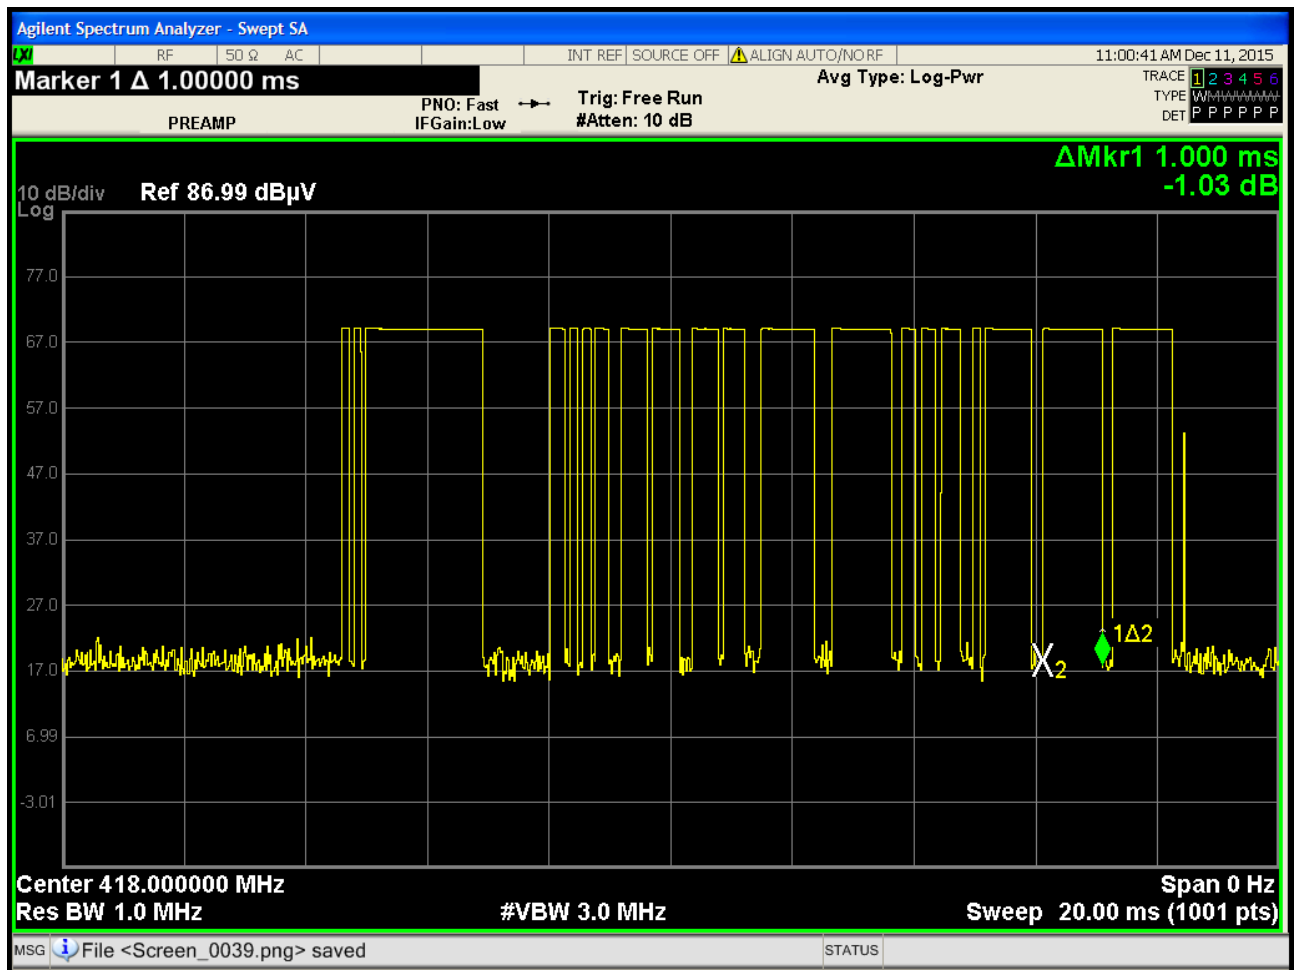 Agilent Spectrum Analyzer - Swept SA
LXI RF 50 Ω AC INT REF SOURCE OFF ALIGN AUTO/NO RF 11:00:41 AM Dec 11, 2015
Marker 1 Δ 1.00000 ms Avg Type: Log-Pwr TRACE 1 2 3 4 5 6
PNO: Fast Trig: Free Run TYPE WMWWWWW
PREAMP IFGain:Low #Atten: 10 dB DET P P P P P P
ΔMkr1 1.000 ms
10 dB/div Ref 86.99 dBµV -1.03 dB
Log
77.0
67.0
57.0
47.0
37.0
27.0
1Δ2
17.0
X2
6.99
-3.01
Center 418.000000 MHz Span 0 Hz
Res BW 1.0 MHz #VBW 3.0 MHz Sweep 20.00 ms (1001 pts)
MSG File <Screen_0039.png> saved STATUS